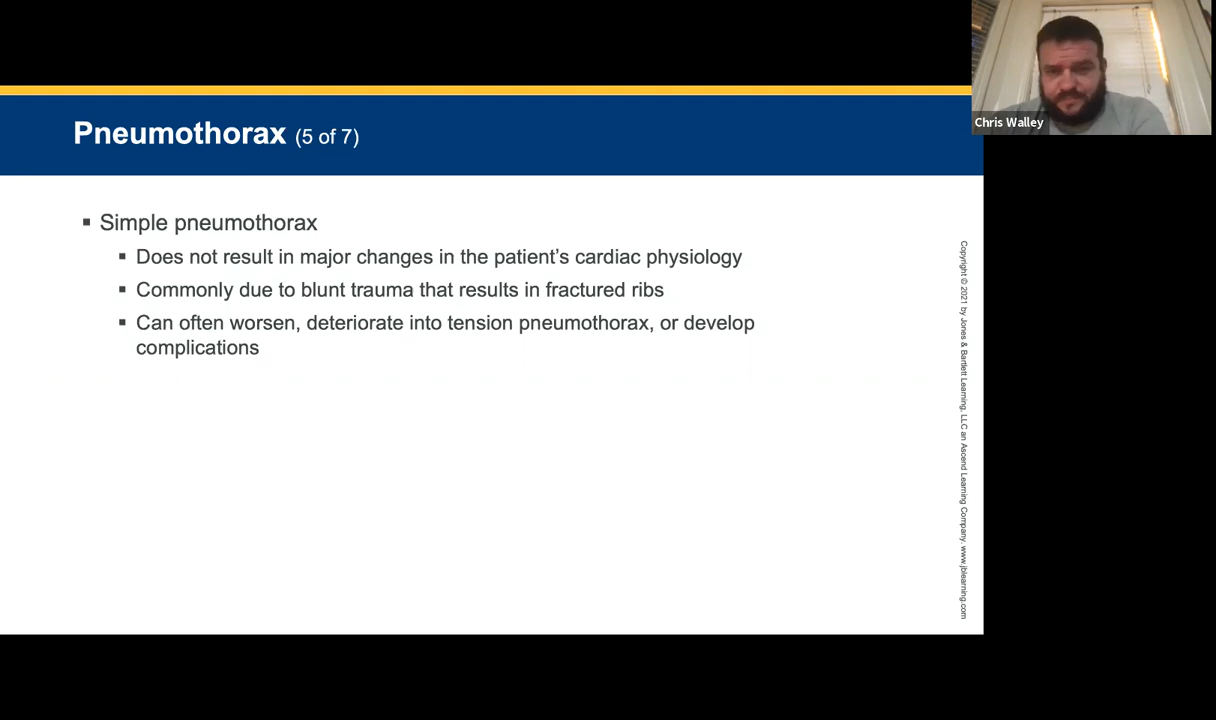 Pneumothorax (5 of 7)
▪ Simple pneumothorax
▪ Does not result in major changes in the patient's cardiac physiology
▪ Commonly due to blunt trauma that results in fractured ribs
▪ Can often worsen, deteriorate into tension pneumothorax, or develop
complications
Chris Walley
Copyright © 2021 by Jones & Bartlett Learning, LLC an Ascend Learning Company. www.jblearning.com